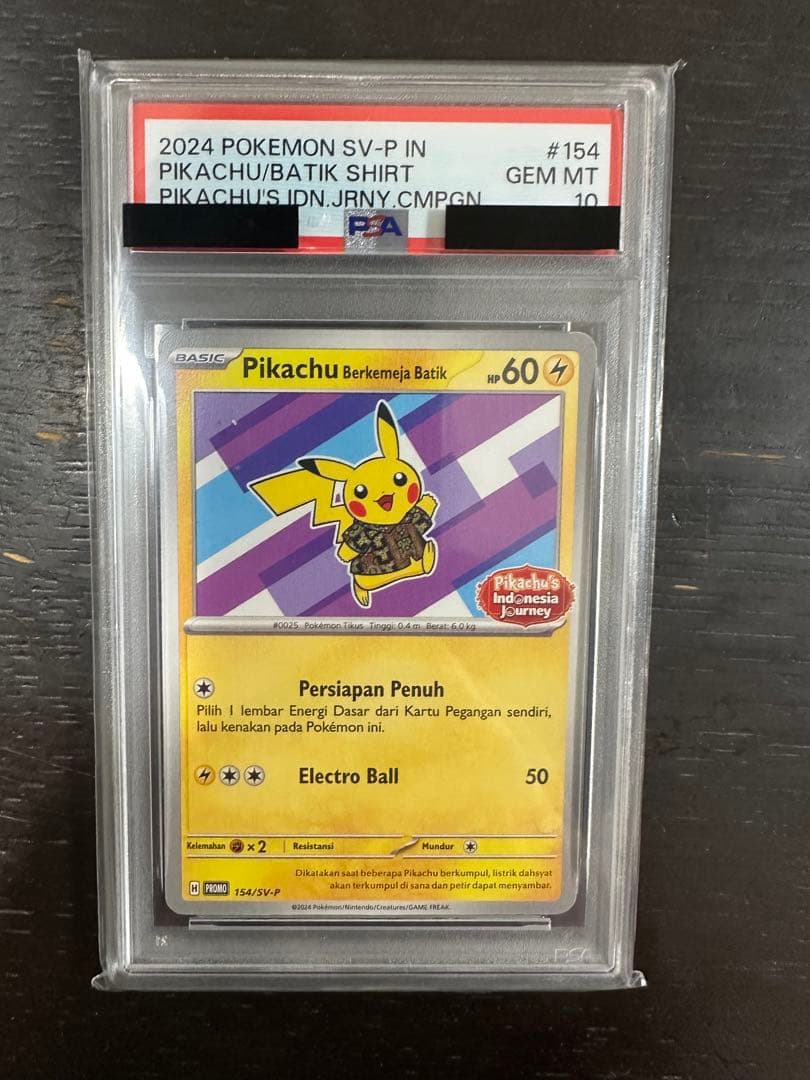 2024 POKEMON SV-P IN #154
PIKACHU/BATIK SHIRT GEM MT
PIKACHU'S IDN.JRNY.CMPGN 10
PSA
BASIC Pikachu Berkemeja Batik HP 60
Pikachu's
Indonesia
Journey
#0025 Pokémon Tikus Tinggi: 0.4 m Berat: 6.0 kg
Persiapan Penuh
Pilih 1 lembar Energi Dasar dari Kartu Pegangan sendiri,
lalu kenakan pada Pokémon ini.
Electro Ball 50
Kelemahan ×2 Resistansi Mundur
Dikatakan saat beberapa Pikachu berkumpul, listrik dahsyat
akan terkumpul di sana dan petir dapat menyambar.
H PROMO 154/SV-P
©2024 Pokémon/Nintendo/Creatures/GAME FREAK.
PSA